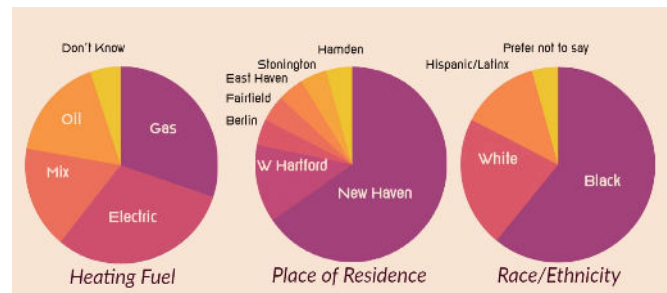 Don't Know
Gas
Oil
Mix
Electric
Heating Fuel
Hamden
Stonington
East Haven
Fairfield
Berlin
W Hartford
New Haven
Place of Residence
Prefer not to say
Hispanic/Latinx
White
Black
Race/Ethnicity